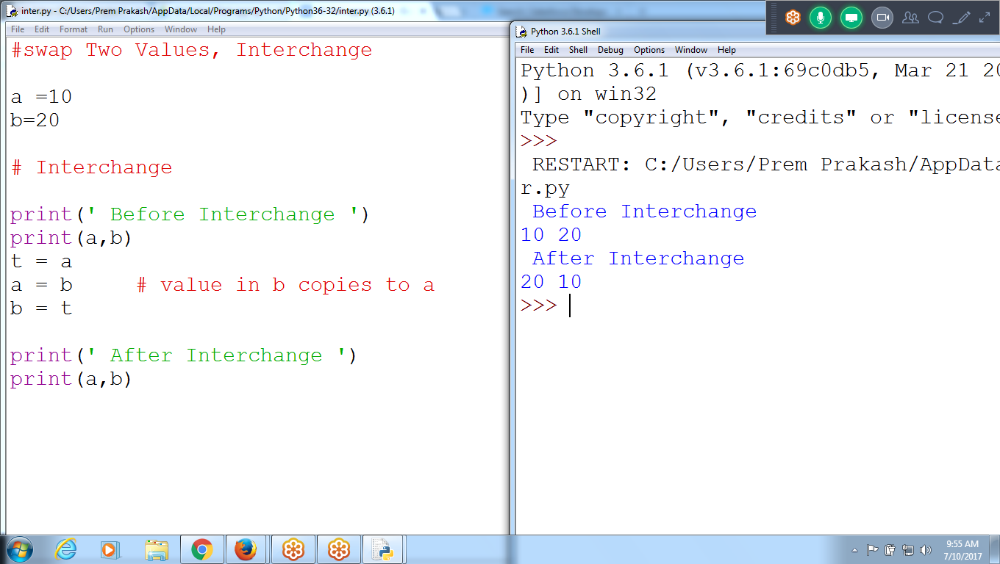 inter.py - C:/Users/Prem Prakash/AppData/Local/Programs/Python/Python36-32/inter.py (3.6.1)
File Edit Format Run Options Window Help
#swap Two Values, Interchange
a =10
b=20
# Interchange
print(' Before Interchange ')
print(a,b)
t = a
a = b # value in b copies to a
b = t
print(' After Interchange ')
print(a,b)
Python 3.6.1 Shell
File Edit Shell Debug Options Window Help
Python 3.6.1 (v3.6.1:69c0db5, Mar 21 20
)] on win32
Type "copyright", "credits" or "license
>>>
RESTART: C:/Users/Prem Prakash/AppData
r.py
Before Interchange
10 20
After Interchange
20 10
>>>
9:55 AM
7/10/2017